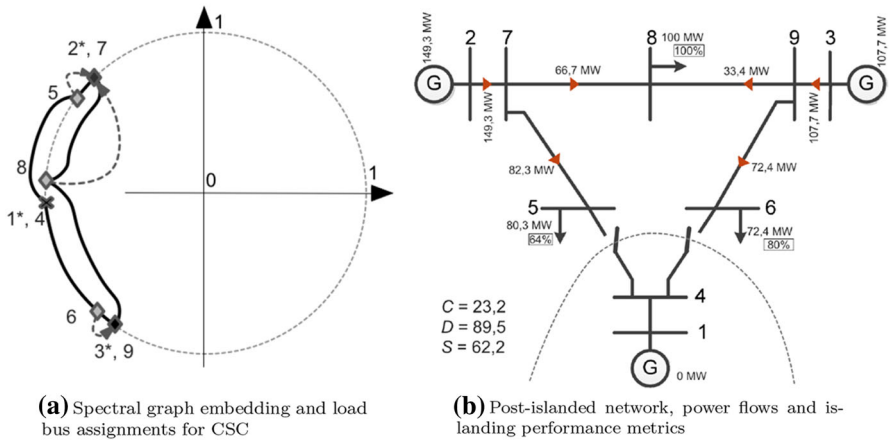 1
2*, 7
5
8
0
1
1*, 4
6
3*, 9
(a) Spectral graph embedding and load
bus assignments for CSC
149,3 MW
2
7
8
100 MW
100%
9
3
107,7 MW
G
66,7 MW
33,4 MW
G
149,3 MW
107,7 MW
82,3 MW
72,4 MW
5
6
80,3 MW
64%
72,4 MW
80%
C = 23,2
D = 89,5
S = 62,2
4
1
G
0 MW
(b) Post-islanded network, power flows and is-
landing performance metrics